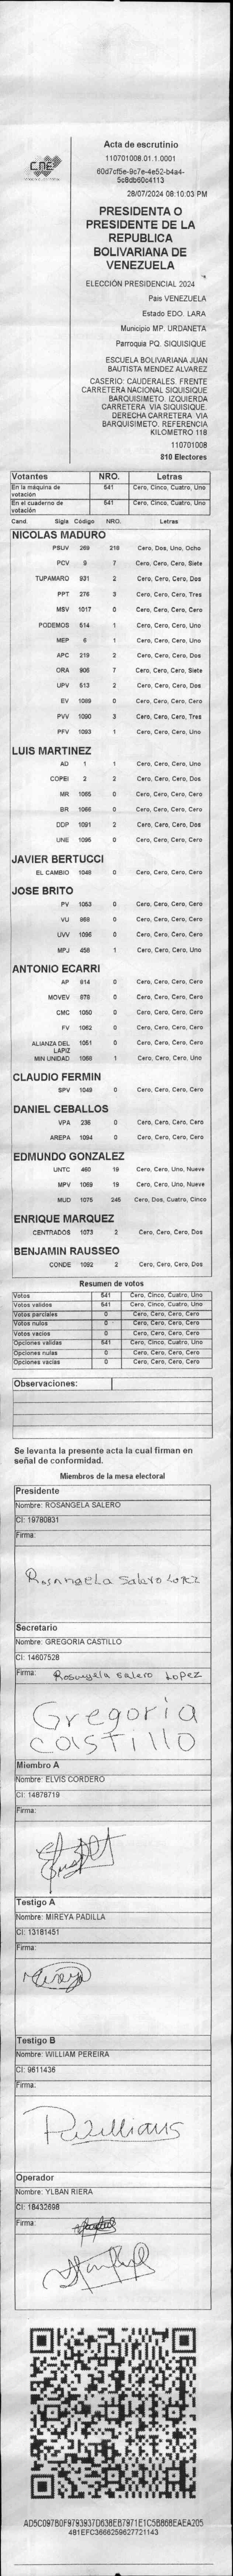 CNE
Acta de escrutinio
110701008.01.1.0001
60d7cf5e-9c7e-4e52-b4a4-
5c8db60c4113
28/07/2024 08:10:03 PM
PRESIDENTA O
PRESIDENTE DE LA
REPUBLICA
BOLIVARIANA DE
VENEZUELA
ELECCIÓN PRESIDENCIAL 2024
Pais VENEZUELA
Estado EDO. LARA
Municipio MP. URDANETA
Parroquia PQ. SIQUISIQUE
ESCUELA BOLIVARIANA JUAN
BAUTISTA MENDEZ ALVAREZ
CASERIO: CAUDERALES. FRENTE
CARRETERA NACIONAL SIQUISIQUE
BARQUISIMETO. IZQUIERDA
CARRETERA VIA SIQUISIQUE.
DERECHA CARRETERA VIA
BARQUISIMETO. REFERENCIA
KILOMETRO 118
110701008
810 Electores
Votantes NRO. Letras
En la máquina de votación 541 Cero, Cinco, Cuatro, Uno
En el cuaderno de votación 541 Cero, Cinco, Cuatro, Uno
Cand. Sigla Código NRO. Letras
NICOLAS MADURO
PSUV 269 218 Cero, Dos, Uno, Ocho
PCV 9 7 Cero, Cero, Cero, Siete
TUPAMARO 931 2 Cero, Cero, Cero, Dos
PPT 276 3 Cero, Cero, Cero, Tres
MSV 1017 0 Cero, Cero, Cero, Cero
PODEMOS 514 1 Cero, Cero, Cero, Uno
MEP 6 1 Cero, Cero, Cero, Uno
APC 219 2 Cero, Cero, Cero, Dos
ORA 906 7 Cero, Cero, Cero, Siete
UPV 513 2 Cero, Cero, Cero, Dos
EV 1089 0 Cero, Cero, Cero, Cero
PVV 1090 3 Cero, Cero, Cero, Tres
PFV 1093 1 Cero, Cero, Cero, Uno
LUIS MARTINEZ
AD 1 1 Cero, Cero, Cero, Uno
COPEI 2 2 Cero, Cero, Cero, Dos
MR 1065 0 Cero, Cero, Cero, Cero
BR 1066 0 Cero, Cero, Cero, Cero
DDP 1091 2 Cero, Cero, Cero, Dos
UNE 1095 0 Cero, Cero, Cero, Cero
JAVIER BERTUCCI
EL CAMBIO 1048 0 Cero, Cero, Cero, Cero
JOSE BRITO
PV 1053 0 Cero, Cero, Cero, Cero
VU 868 0 Cero, Cero, Cero, Cero
UVV 1096 0 Cero, Cero, Cero, Cero
MPJ 458 1 Cero, Cero, Cero, Uno
ANTONIO ECARRI
AP 914 0 Cero, Cero, Cero, Cero
MOVEV 978 0 Cero, Cero, Cero, Cero
CMC 1050 0 Cero, Cero, Cero, Cero
FV 1062 0 Cero, Cero, Cero, Cero
ALIANZA DEL LAPIZ 1051 0 Cero, Cero, Cero, Cero
MIN UNIDAD 1068 1 Cero, Cero, Cero, Uno
CLAUDIO FERMIN
SPV 1049 0 Cero, Cero, Cero, Cero
DANIEL CEBALLOS
VPA 236 0 Cero, Cero, Cero, Cero
AREPA 1094 0 Cero, Cero, Cero, Cero
EDMUNDO GONZALEZ
UNTC 460 19 Cero, Cero, Uno, Nueve
MPV 1069 19 Cero, Cero, Uno, Nueve
MUD 1075 245 Cero, Dos, Cuatro, Cinco
ENRIQUE MARQUEZ
CENTRADOS 1073 2 Cero, Cero, Cero, Dos
BENJAMIN RAUSSEO
CONDE 1092 2 Cero, Cero, Cero, Dos
Resumen de votos
Votos 541 Cero, Cinco, Cuatro, Uno
Votos validos 541 Cero, Cinco, Cuatro, Uno
Votos parciales 0 Cero, Cero, Cero, Cero
Votos nulos 0 Cero, Cero, Cero, Cero
Votos vacios 0 Cero, Cero, Cero, Cero
Opciones validas 541 Cero, Cinco, Cuatro, Uno
Opciones nulas 0 Cero, Cero, Cero, Cero
Opciones vacias 0 Cero, Cero, Cero, Cero
Observaciones:
Se levanta la presente acta la cual firman en
señal de conformidad.
Miembros de la mesa electoral
Presidente
Nombre: ROSANGELA SALERO
CI: 19780831
Firma:
Rosangela Salero Lopez
Secretario
Nombre: GREGORIA CASTILLO
CI: 14607528
Firma: Rosangela Salero Lopez
Gregoria
Castillo
Miembro A
Nombre: ELVIS CORDERO
CI: 14878719
Firma:
Testigo A
Nombre: MIREYA PADILLA
CI: 13181451
Firma:
Mireya
Testigo B
Nombre: WILLIAM PEREIRA
CI: 9611436
Firma:
Operador
Nombre: YLBAN RIERA
CI: 18432698
Firma:
AD5C097B0F9793937D638EB7971E1C5B868EAEA205
481EFC3666259627721143